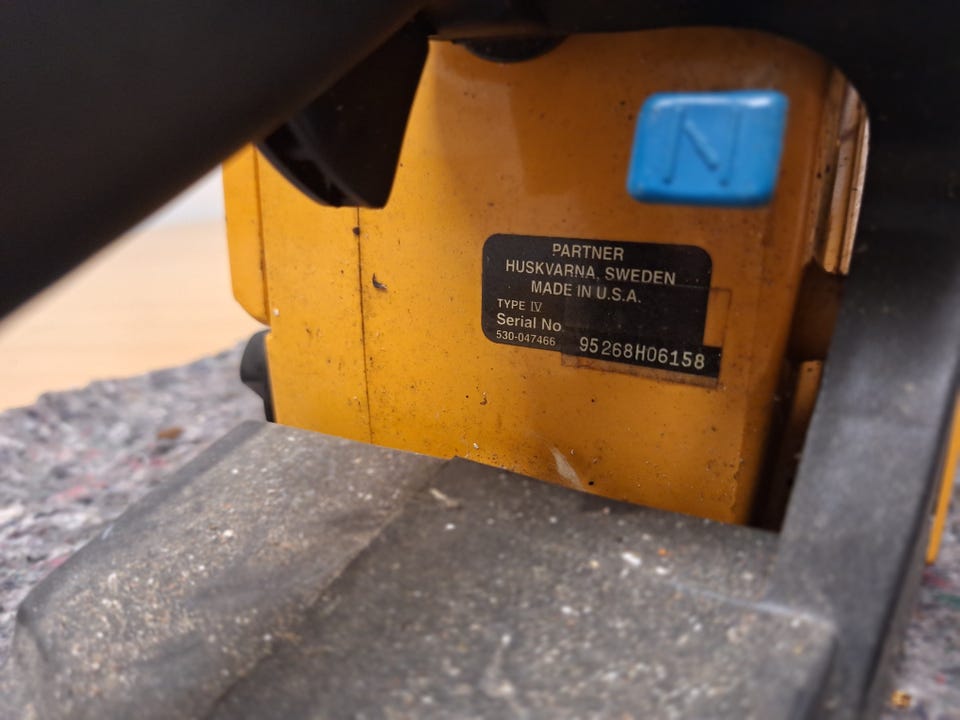 N
PARTNER
HUSKVARNA, SWEDEN
MADE IN U.S.A.
TYPE IV
Serial No.
530-047466 95268H06158